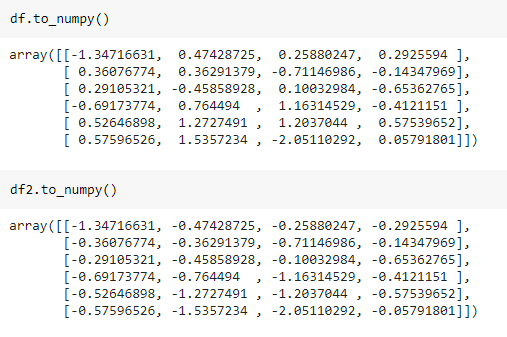 df.to_numpy()
array([[-1.34716631,  0.47428725,  0.25880247,  0.2925594 ],
       [ 0.36076774,  0.36291379, -0.71146986, -0.14347969],
       [ 0.29105321, -0.45858928,  0.10032984, -0.65362765],
       [-0.69173774,  0.764494  ,  1.16314529, -0.4121151 ],
       [ 0.52646898,  1.2727491 ,  1.2037044 ,  0.57539652],
       [ 0.57596526,  1.5357234 , -2.05110292,  0.05791801]])
df2.to_numpy()
array([[-1.34716631, -0.47428725, -0.25880247, -0.2925594 ],
       [-0.36076774, -0.36291379, -0.71146986, -0.14347969],
       [-0.29105321, -0.45858928, -0.10032984, -0.65362765],
       [-0.69173774, -0.764494  , -1.16314529, -0.4121151 ],
       [-0.52646898, -1.2727491 , -1.2037044 , -0.57539652],
       [-0.57596526, -1.5357234 , -2.05110292, -0.05791801]])